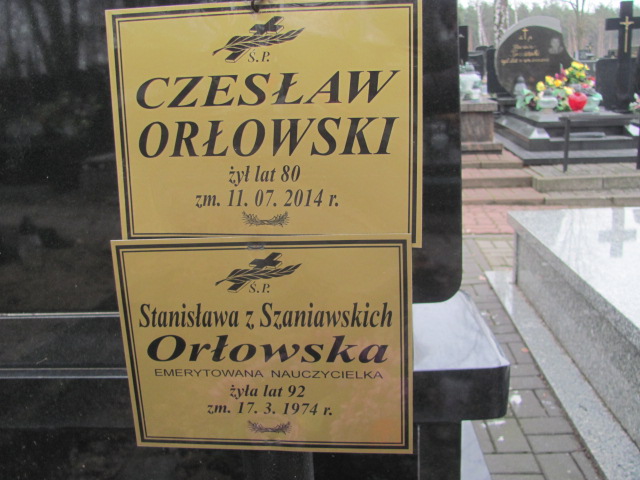 Ś.P.
CZESŁAW
ORŁOWSKI
żył lat 80
zm. 11. 07. 2014 r.
Ś.P.
Stanisława z Szaniawskich
Orłowska
EMERYTOWANA NAUCZYCIELKA
żyła lat 92
zm. 17. 3. 1974 r.